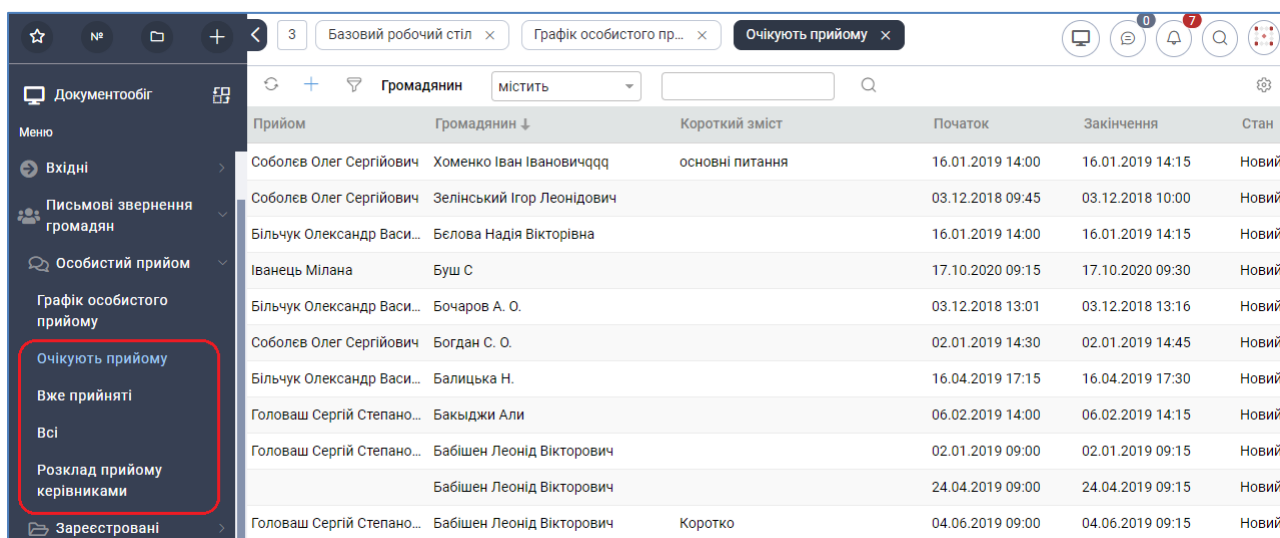 Nº
3 Базовий робочий стіл × Графік особистого пр... × Очікують прийому × 0 7
Документообіг
Громадянин містить
Меню
Прийом Громадянин ↓ Короткий зміст Початок Закінчення Стан
Вхідні
Соболєв Олег Сергійович Хоменко Іван Івановичqqq основні питання 16.01.2019 14:00 16.01.2019 14:15 Новий
Письмові звернення
громадян
Соболєв Олег Сергійович Зелінський Ігор Леонідович 03.12.2018 09:45 03.12.2018 10:00 Новий
Більчук Олександр Васи... Бєлова Надія Вікторівна 16.01.2019 14:00 16.01.2019 14:15 Новий
Особистий прийом
Іванець Мілана Буш С 17.10.2020 09:15 17.10.2020 09:30 Новий
Графік особистого
прийому
Більчук Олександр Васи... Бочаров А. О. 03.12.2018 13:01 03.12.2018 13:16 Новий
Очікують прийому
Соболєв Олег Сергійович Богдан С. О. 02.01.2019 14:30 02.01.2019 14:45 Новий
Вже прийняті
Більчук Олександр Васи... Балицька Н. 16.04.2019 17:15 16.04.2019 17:30 Новий
Всі
Головаш Сергій Степано... Бакыджи Али 06.02.2019 14:00 06.02.2019 14:15 Новий
Головаш Сергій Степано... Бабішен Леонід Вікторович 02.01.2019 09:00 02.01.2019 09:15 Новий
Розклад прийому
керівниками
Бабішен Леонід Вікторович 24.04.2019 09:00 24.04.2019 09:15 Новий
Зареєстровані
Головаш Сергій Степано... Бабішен Леонід Вікторович Коротко 04.06.2019 09:00 04.06.2019 09:15 Новий